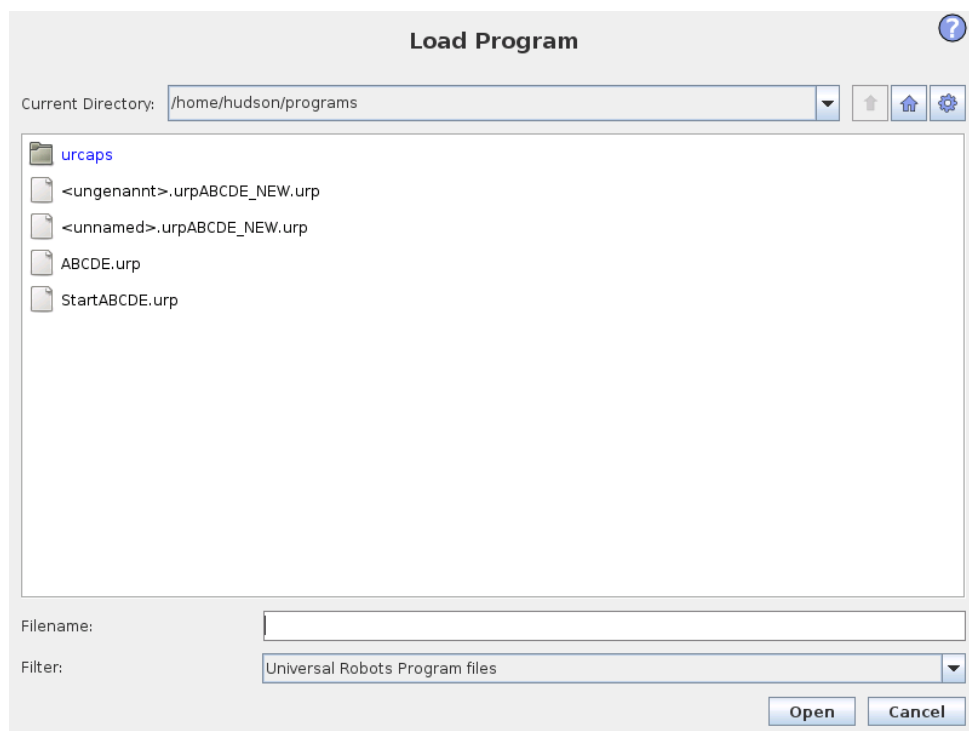 Load Program
?
Current Directory: /home/hudson/programs
urcaps
<ungenannt>.urpABCDE_NEW.urp
<unnamed>.urpABCDE_NEW.urp
ABCDE.urp
StartABCDE.urp
Filename:
Filter: Universal Robots Program files
Open Cancel